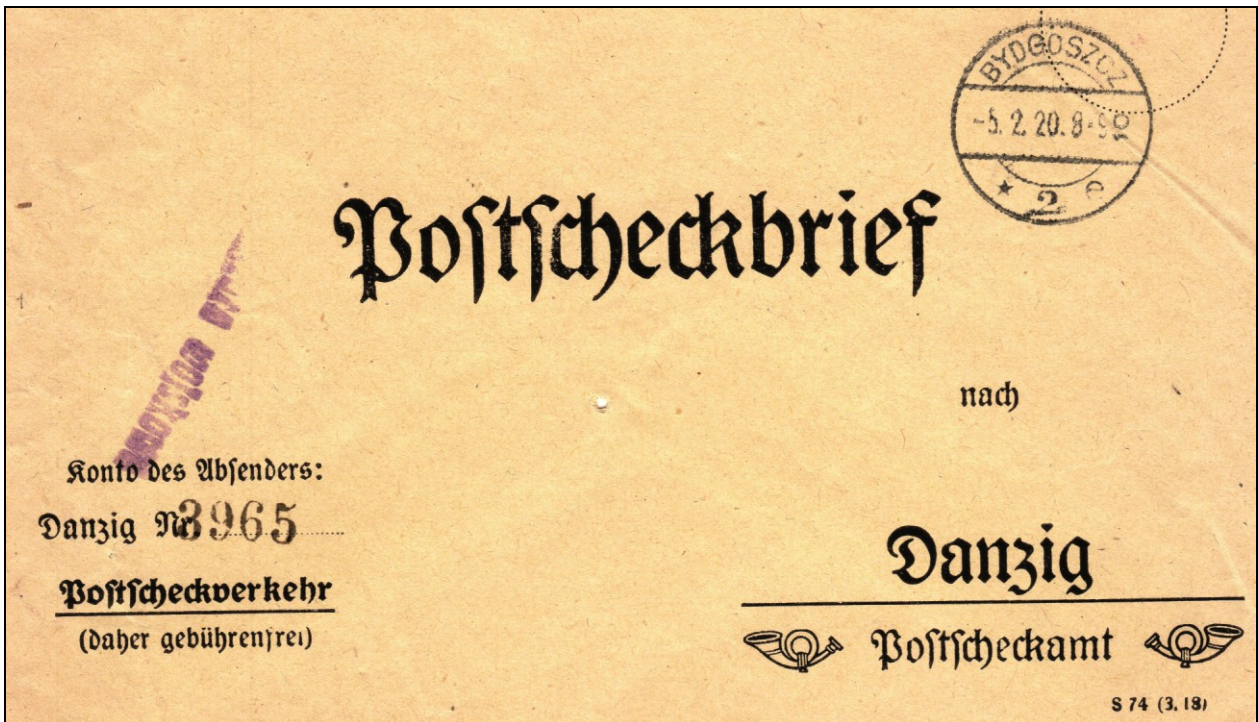 BYDGOSZCZ
-5. 2. 20. 8-9
* 2 e
Postscheckbrief
nach
Konto des Absenders:
Danzig Nr 3965
Postscheckverkehr
(daher gebührenfrei)
Danzig
Postscheckamt
S 74 (3. 18)